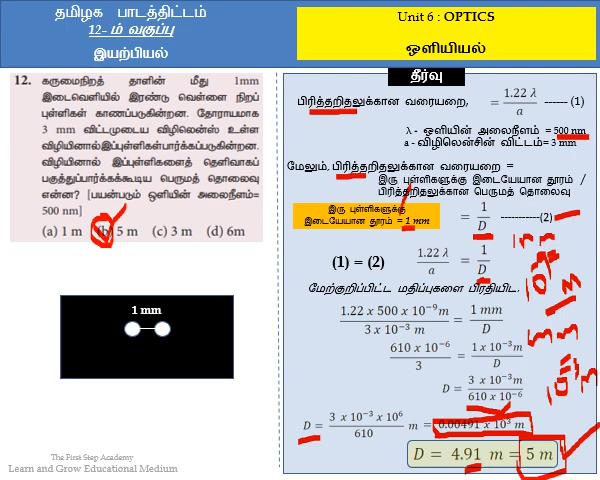 தமிழக பாடத்திட்டம்
12- ம் வகுப்பு
இயற்பியல்
Unit 6 : OPTICS
ஒளியியல்
12. கருமைநிறத் தாளின் மீது 1mm
இடைவெளியில் இரண்டு வெள்ளை நிறப்
புள்ளிகள் காணப்படுகின்றன. தோராயமாக
3 mm விட்டமுடைய விழிலென்ஸ் உள்ள
விழியினால்இப்புள்ளிகள்பார்க்கப்படுகின்றன.
விழியினால் இப்புள்ளிகளைத் தெளிவாகப்
பகுத்துப்பார்க்கக்கூடிய பெருமத் தொலைவு
என்ன? [பயன்படும் ஒளியின் அலைநீளம்=
500 nm]
(a) 1 m (b) 5 m (c) 3 m (d) 6m
1 mm
The First Step Academy
Learn and Grow Educational Medium
தீர்வு
பிரித்தறிதலுக்கான வரையறை, = 1.22 λ / a ------ (1)
λ - ஒளியின் அலைநீளம் = 500 nm
a - விழிலென்சின் விட்டம்= 3 mm
மேலும், பிரித்தறிதலுக்கான வரையறை =
இரு புள்ளிகளுக்கு இடையேயான தூரம் /
பிரித்தறிதலுக்கான பெருமத் தொலைவு
இரு புள்ளிகளுக்கு
இடையேயான தூரம் = 1 mm
= 1 / D -----------(2)
(1) = (2) 1.22 λ / a = 1 / D
மேற்குறிப்பிட்ட மதிப்புகளை பிரதியிட,
1.22 x 500 x 10⁻⁹m / 3 x 10⁻³ m = 1 mm / D
610 x 10⁻⁶ / 3 = 1 x 10⁻³m / D
D = 3 x 10⁻³m / 610 x 10⁻⁶
D = 3 x 10⁻³ x 10⁶ / 610 m = 0.00491 x 10³ m
D = 4.91 m = 5 m